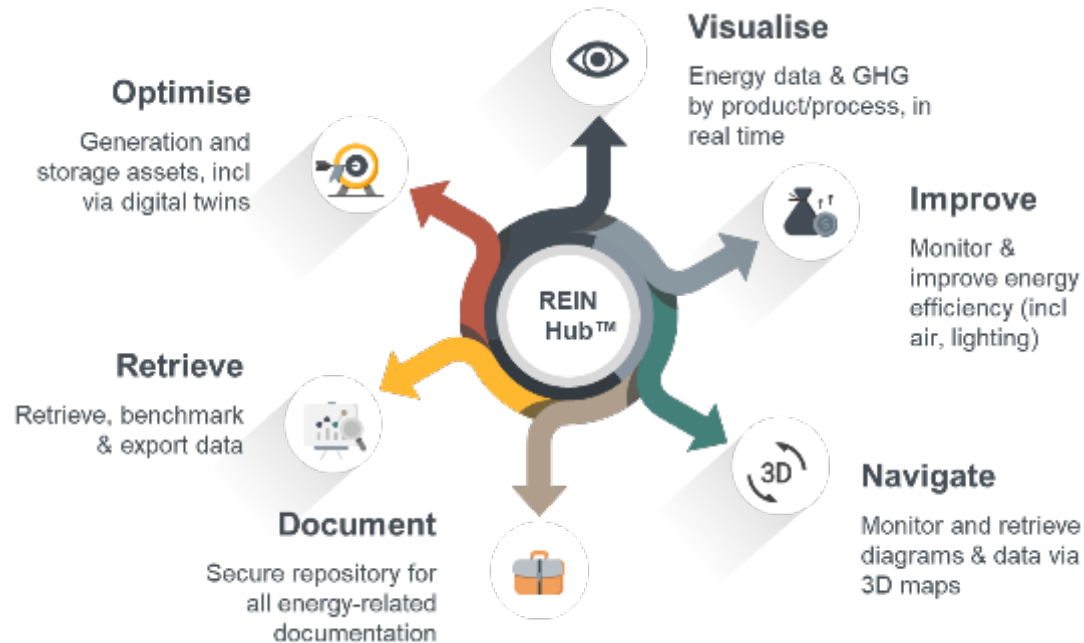 Visualise
Energy data & GHG
by product/process, in
real time
Optimise
Generation and
storage assets, incl
via digital twins
Improve
Monitor &
improve energy
efficiency (incl
air, lighting)
REIN
Hub™
Retrieve
Retrieve, benchmark
& export data
3D
Navigate
Monitor and retrieve
diagrams & data via
3D maps
Document
Secure repository for
all energy-related
documentation